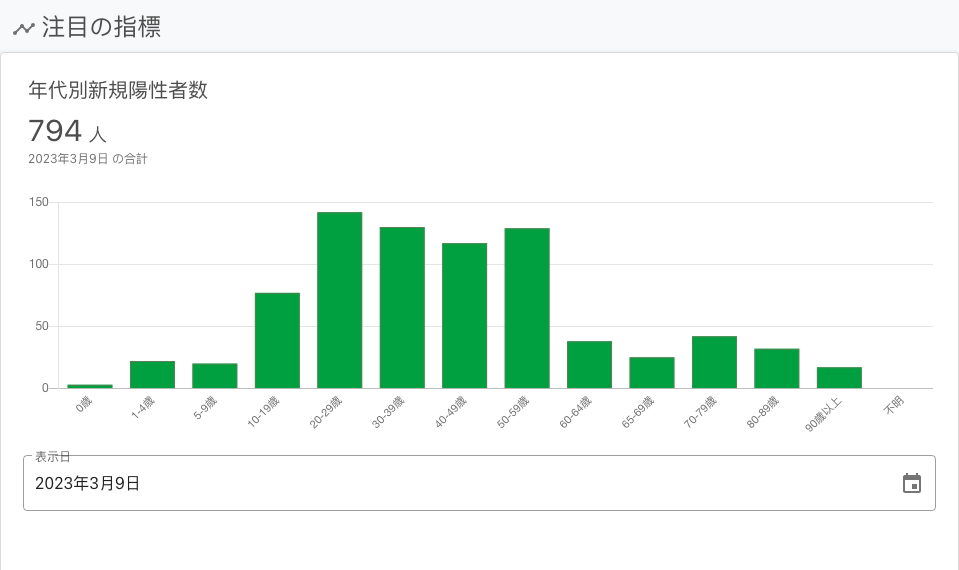 注目の指標
年代別新規陽性者数
794 人
2023年3月9日 の合計
150
100
50
0
0歳
1-4歳
5-9歳
10-19歳
20-29歳
30-39歳
40-49歳
50-59歳
60-64歳
65-69歳
70-79歳
80-89歳
90歳以上
不明
表示日
2023年3月9日